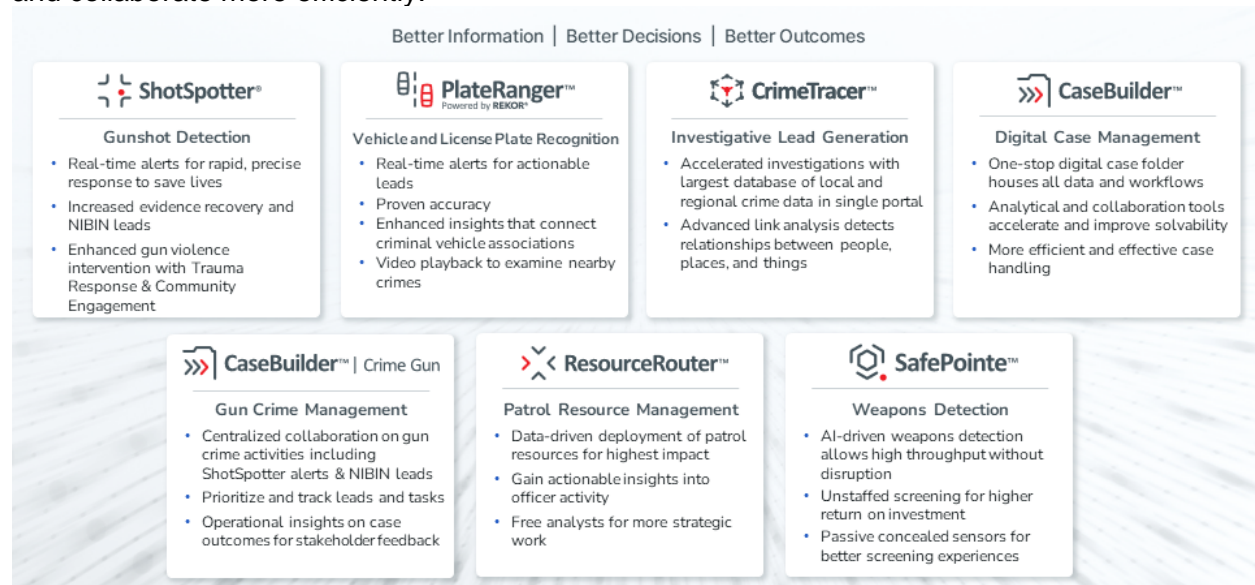 and collaborate more efficiently.
Better Information | Better Decisions | Better Outcomes
ShotSpotter®
Gunshot Detection
• Real-time alerts for rapid, precise
response to save lives
• Increased evidence recovery and
NIBIN leads
• Enhanced gun violence
intervention with Trauma
Response & Community
Engagement
PlateRanger™
Powered by REKOR®
Vehicle and License Plate Recognition
• Real-time alerts for actionable
leads
• Proven accuracy
• Enhanced insights that connect
criminal vehicle associations
• Video playback to examine nearby
crimes
CrimeTracer™
Investigative Lead Generation
• Accelerated investigations with
largest database of local and
regional crime data in single portal
• Advanced link analysis detects
relationships between people,
places, and things
CaseBuilder™
Digital Case Management
• One-stop digital case folder
houses all data and workflows
• Analytical and collaboration tools
accelerate and improve solvability
• More efficient and effective case
handling
CaseBuilder™ | Crime Gun
Gun Crime Management
• Centralized collaboration on gun
crime activities including
ShotSpotter alerts & NIBIN leads
• Prioritize and track leads and tasks
• Operational insights on case
outcomes for stakeholder feedback
ResourceRouter™
Patrol Resource Management
• Data-driven deployment of patrol
resources for highest impact
• Gain actionable insights into
officer activity
• Free analysts for more strategic
work
SafePointe™
Weapons Detection
• AI-driven weapons detection
allows high throughput without
disruption
• Unstaffed screening for higher
return on investment
• Passive concealed sensors for
better screening experiences